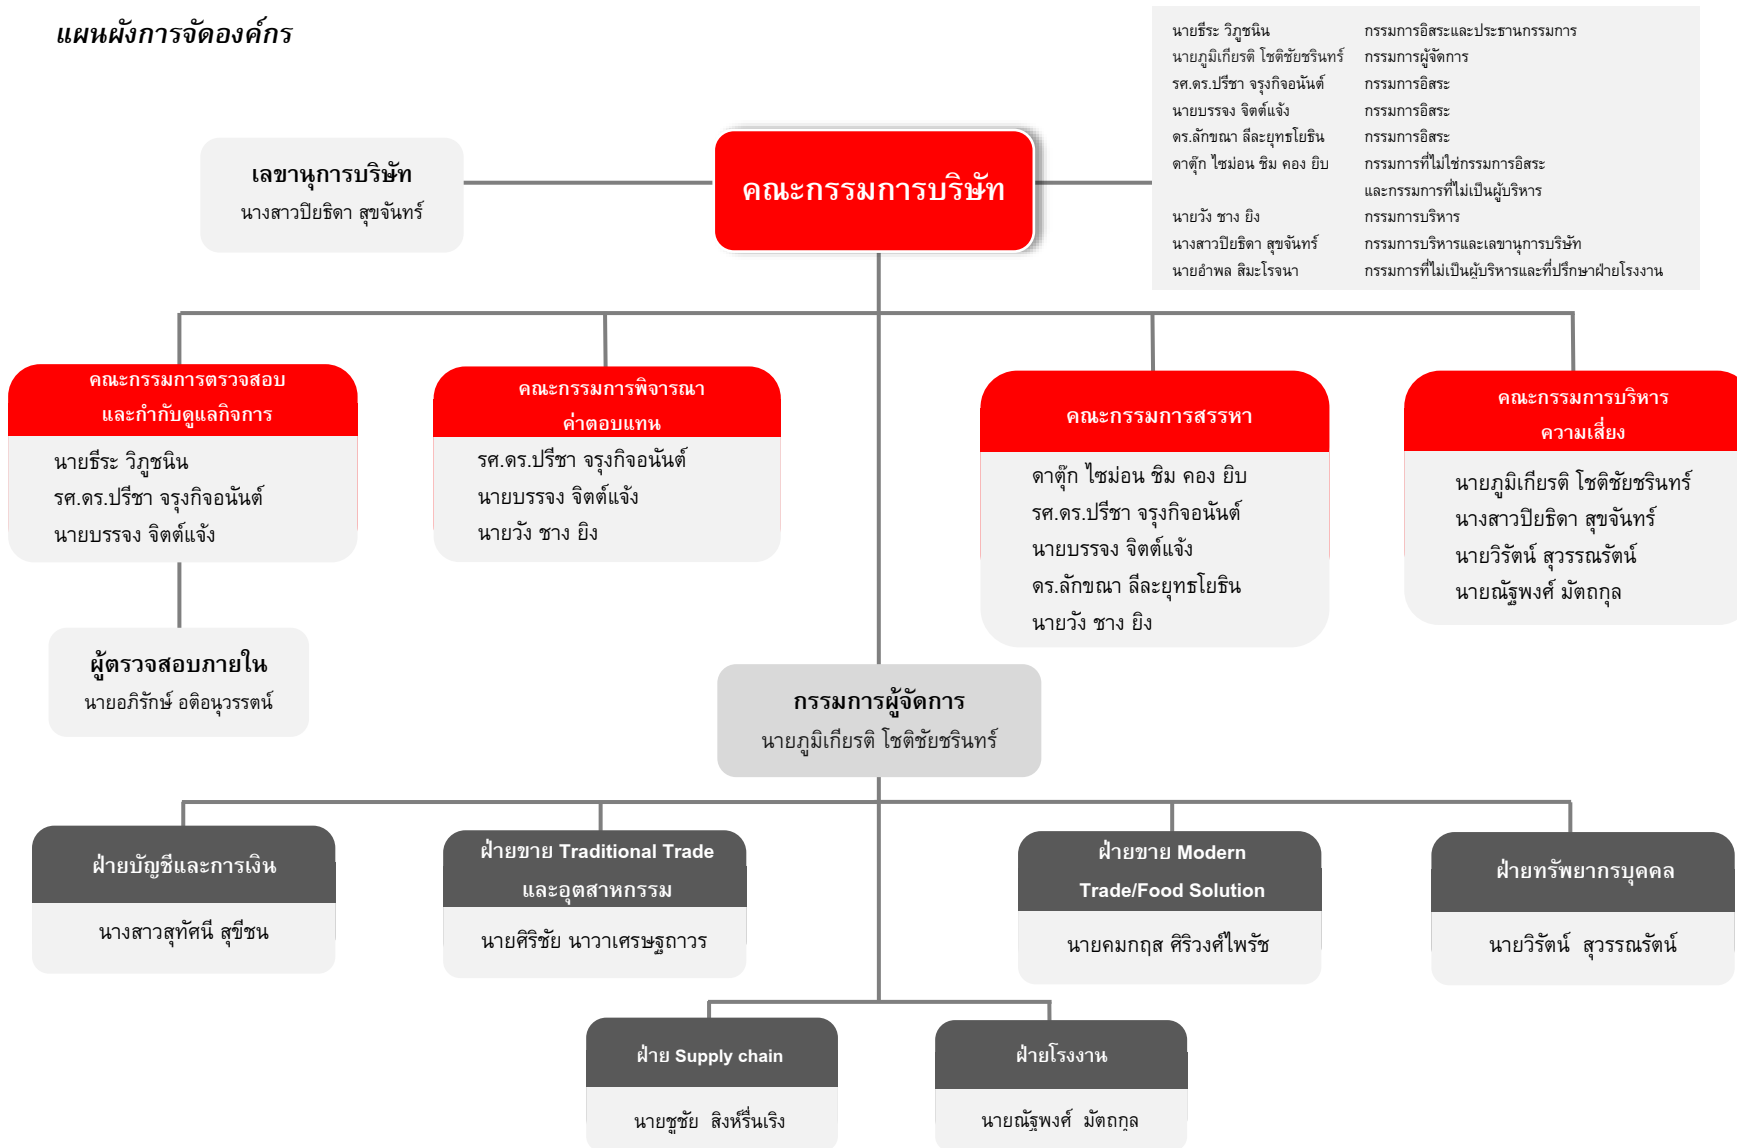 แผนผังการจัดองค์กร
นายธีระ วิภูชนิน กรรมการอิสระและประธานกรรมการ
นายภูมิเกียรติ โชติชัยชรินทร์ กรรมการผู้จัดการ
รศ.ดร.ปรีชา จรุงกิจอนันต์ กรรมการอิสระ
นายบรรจง จิตต์แจ้ง กรรมการอิสระ
ดร.ลักขณา ลีละยุทธโยธิน กรรมการอิสระ
ดาตุ๊ก ไซม่อน ชิม คอง ยิบ กรรมการที่ไม่ใช่กรรมการอิสระ
และกรรมการที่ไม่เป็นผู้บริหาร
นายวัง ชาง ยิง กรรมการบริหาร
นางสาวปิยธิดา สุขจันทร์ กรรมการบริหารและเลขานุการบริษัท
นายอำพล สิมะโรจนา กรรมการที่ไม่เป็นผู้บริหารและที่ปรึกษาฝ่ายโรงงาน
เลขานุการบริษัท
นางสาวปิยธิดา สุขจันทร์
คณะกรรมการบริษัท
คณะกรรมการตรวจสอบ
และกำกับดูแลกิจการ
นายธีระ วิภูชนิน
รศ.ดร.ปรีชา จรุงกิจอนันต์
นายบรรจง จิตต์แจ้ง
คณะกรรมการพิจารณา
ค่าตอบแทน
รศ.ดร.ปรีชา จรุงกิจอนันต์
นายบรรจง จิตต์แจ้ง
นายวัง ชาง ยิง
คณะกรรมการสรรหา
ดาตุ๊ก ไซม่อน ชิม คอง ยิบ
รศ.ดร.ปรีชา จรุงกิจอนันต์
นายบรรจง จิตต์แจ้ง
ดร.ลักขณา ลีละยุทธโยธิน
นายวัง ชาง ยิง
คณะกรรมการบริหาร
ความเสี่ยง
นายภูมิเกียรติ โชติชัยชรินทร์
นางสาวปิยธิดา สุขจันทร์
นายวิรัตน์ สุวรรณรัตน์
นายณัฐพงศ์ มัตถกุล
ผู้ตรวจสอบภายใน
นายอภิรักษ์ อติอนุวรรตน์
กรรมการผู้จัดการ
นายภูมิเกียรติ โชติชัยชรินทร์
ฝ่ายบัญชีและการเงิน
นางสาวสุทัศนี สุขีชน
ฝ่ายขาย Traditional Trade
และอุตสาหกรรม
นายศิริชัย นาวาเศรษฐถาวร
ฝ่ายขาย Modern
Trade/Food Solution
นายคมกฤส ศิริวงศ์ไพรัช
ฝ่ายทรัพยากรบุคคล
นายวิรัตน์ สุวรรณรัตน์
ฝ่าย Supply chain
นายชูชัย สิงห์รื่นเริง
ฝ่ายโรงงาน
นายณัฐพงศ์ มัตถกุล